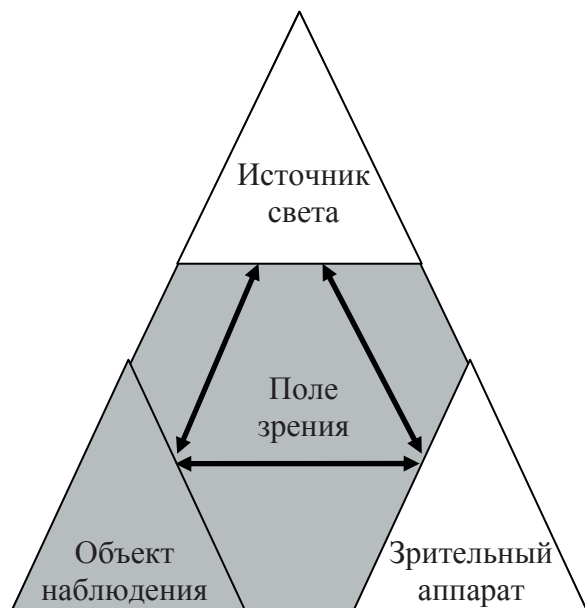 Источник
света
Поле
зрения
Объект
наблюдения
Зрительный
аппарат